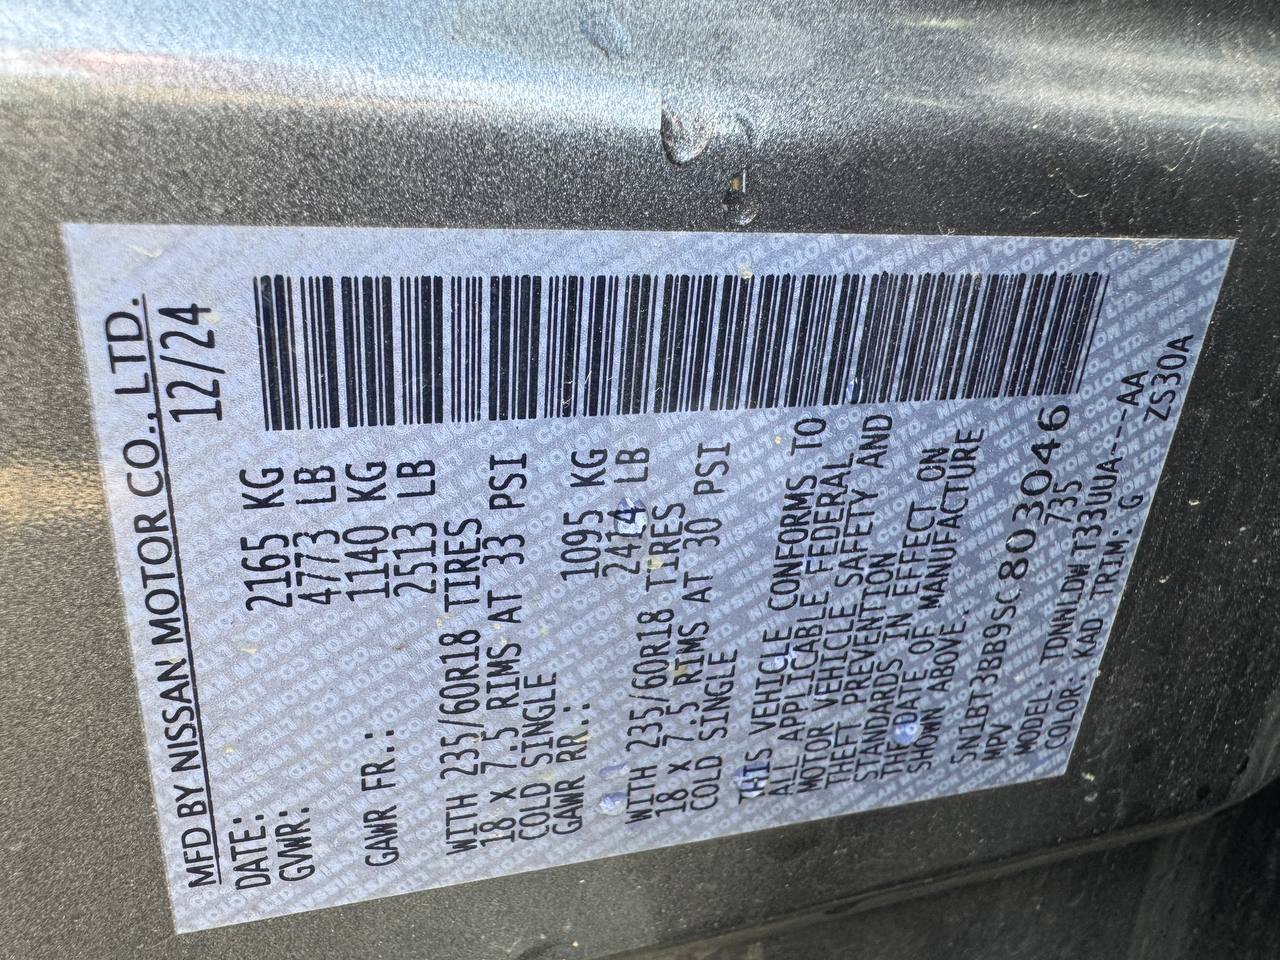 MFD BY NISSAN MOTOR CO., LTD.
DATE: 12/24
GVWR: 2165 KG
4773 LB
GAWR FR.: 1140 KG
2513 LB
WITH 235/60R18 TIRES
18 X 7.5 RIMS AT 33 PSI
COLD SINGLE
GAWR RR.: 1095 KG
2414 LB
WITH 235/60R18 TIRES
18 X 7.5 RIMS AT 30 PSI
COLD SINGLE
THIS VEHICLE CONFORMS TO
ALL APPLICABLE FEDERAL
MOTOR VEHICLE SAFETY AND
THEFT PREVENTION
STANDARDS IN EFFECT ON
THE DATE OF MANUFACTURE
SHOWN ABOVE.
5N1BT3BB9SC803046
MPV 735
MODEL: TDNNLDWT33UUA---AA
COLOR: KAD TRIM: G ZS30A